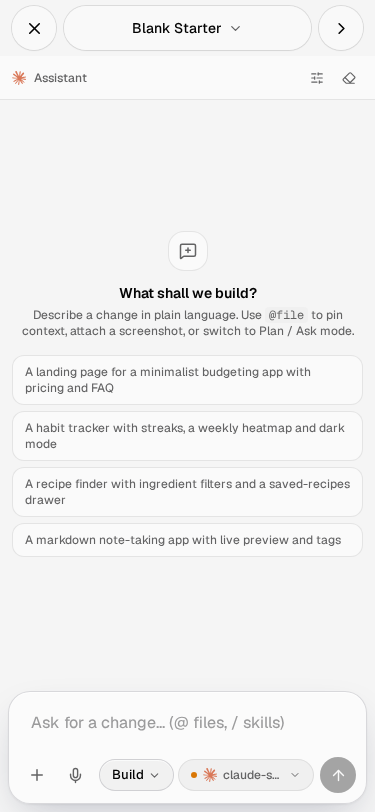 Blank Starter
Assistant
What shall we build?
Describe a change in plain language. Use @file to pin
context, attach a screenshot, or switch to Plan / Ask mode.
A landing page for a minimalist budgeting app with
pricing and FAQ
A habit tracker with streaks, a weekly heatmap and dark
mode
A recipe finder with ingredient filters and a saved-recipes
drawer
A markdown note-taking app with live preview and tags
Ask for a change... (@ files, / skills)
Build
claude-s...